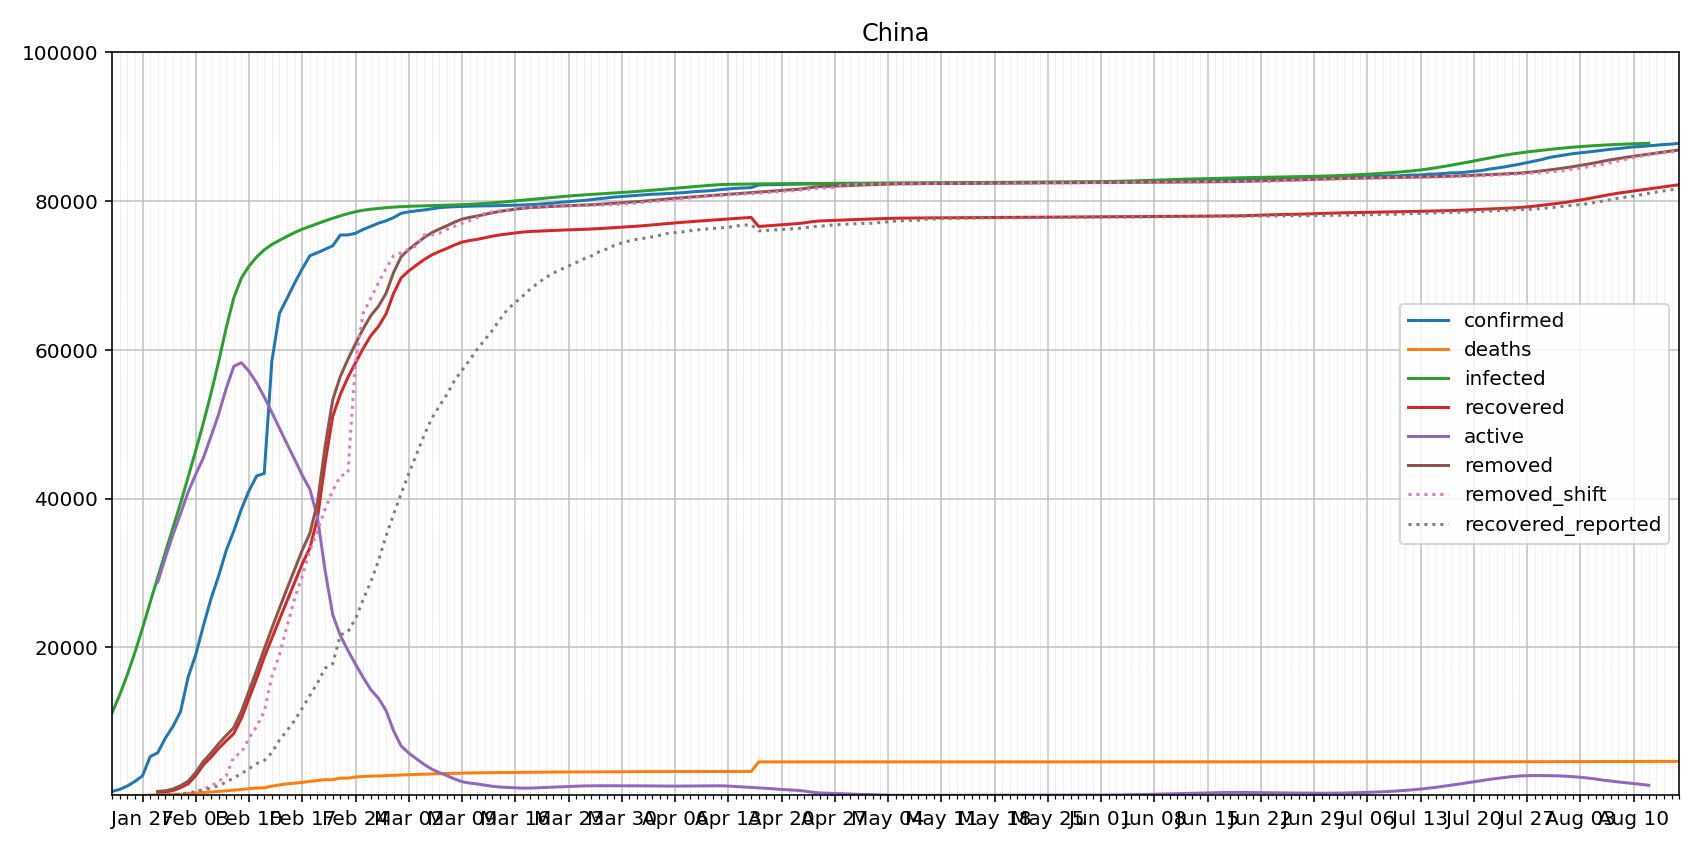 China
100000
80000
60000
40000
20000
Jan 27
Feb 03
Feb 10
Feb 17
Feb 24
Mar 02
Mar 09
Mar 16
Mar 23
Mar 30
Apr 06
Apr 13
Apr 20
Apr 27
May 04
May 11
May 18
May 25
Jun 01
Jun 08
Jun 15
Jun 22
Jun 29
Jul 06
Jul 13
Jul 20
Jul 27
Aug 03
Aug 10
confirmed
deaths
infected
recovered
active
removed
removed_shift
recovered_reported